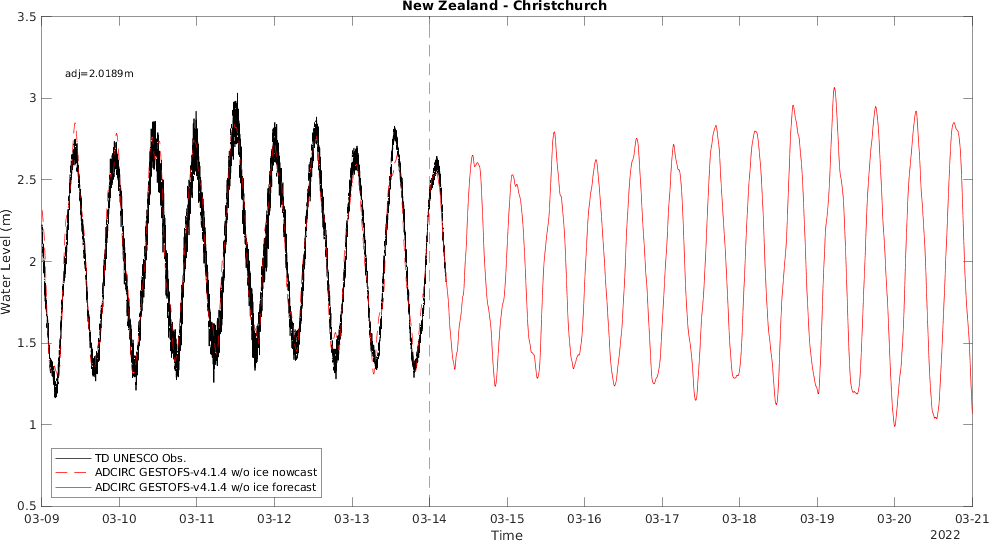 New Zealand - Christchurch
3.5
3
2.5
2
1.5
1
0.5
Water Level (m)
adj=2.0189m
TD UNESCO Obs.
ADCIRC GESTOFS-v4.1.4 w/o ice nowcast
ADCIRC GESTOFS-v4.1.4 w/o ice forecast
03-09 03-10 03-11 03-12 03-13 03-14 03-15 03-16 03-17 03-18 03-19 03-20 03-21
Time
2022